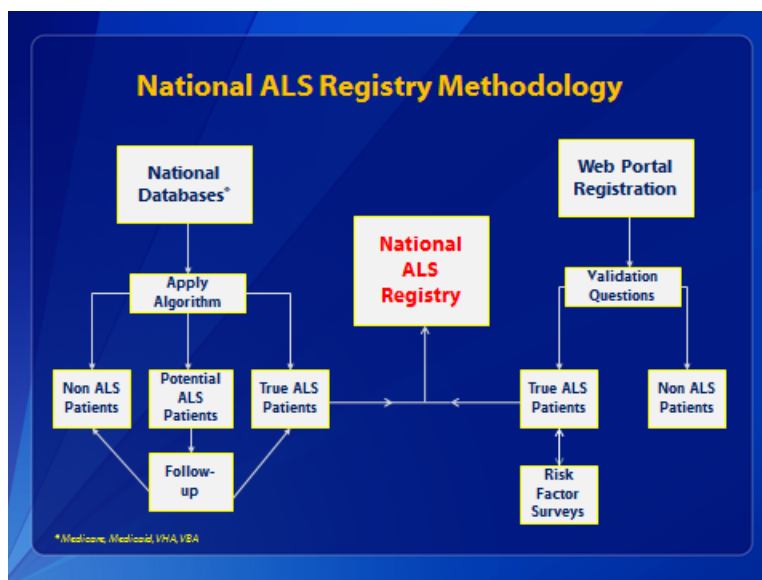 National ALS Registry Methodology
National
Databases*
Web Portal
Registration
National
ALS
Registry
Apply
Algorithm
Validation
Questions
Non ALS
Patients
Potential
ALS
Patients
True ALS
Patients
True ALS
Patients
Non ALS
Patients
Follow-
up
Risk
Factor
Surveys
* Medicare, Medicaid, VHA, VBA